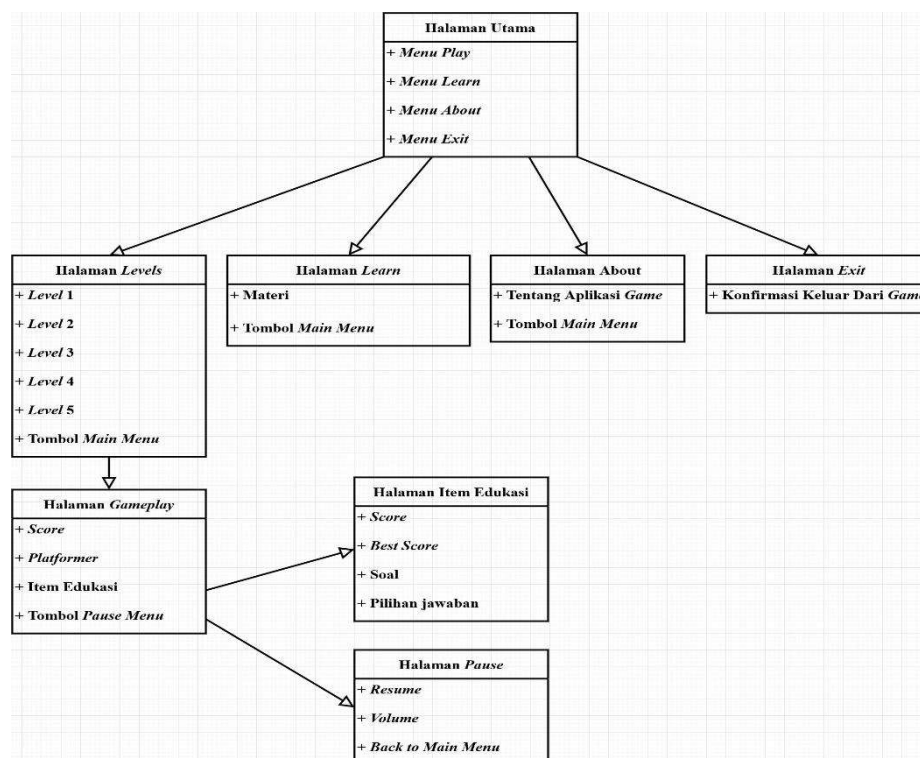 Halaman Utama
+ Menu Play
+ Menu Learn
+ Menu About
+ Menu Exit
Halaman Levels
+ Level 1
+ Level 2
+ Level 3
+ Level 4
+ Level 5
+ Tombol Main Menu
Halaman Learn
+ Materi
+ Tombol Main Menu
Halaman About
+ Tentang Aplikasi Game
+ Tombol Main Menu
Halaman Exit
+ Konfirmasi Keluar Dari Game
Halaman Gameplay
+ Score
+ Platformer
+ Item Edukasi
+ Tombol Pause Menu
Halaman Item Edukasi
+ Score
+ Best Score
+ Soal
+ Pilihan jawaban
Halaman Pause
+ Resume
+ Volume
+ Back to Main Menu